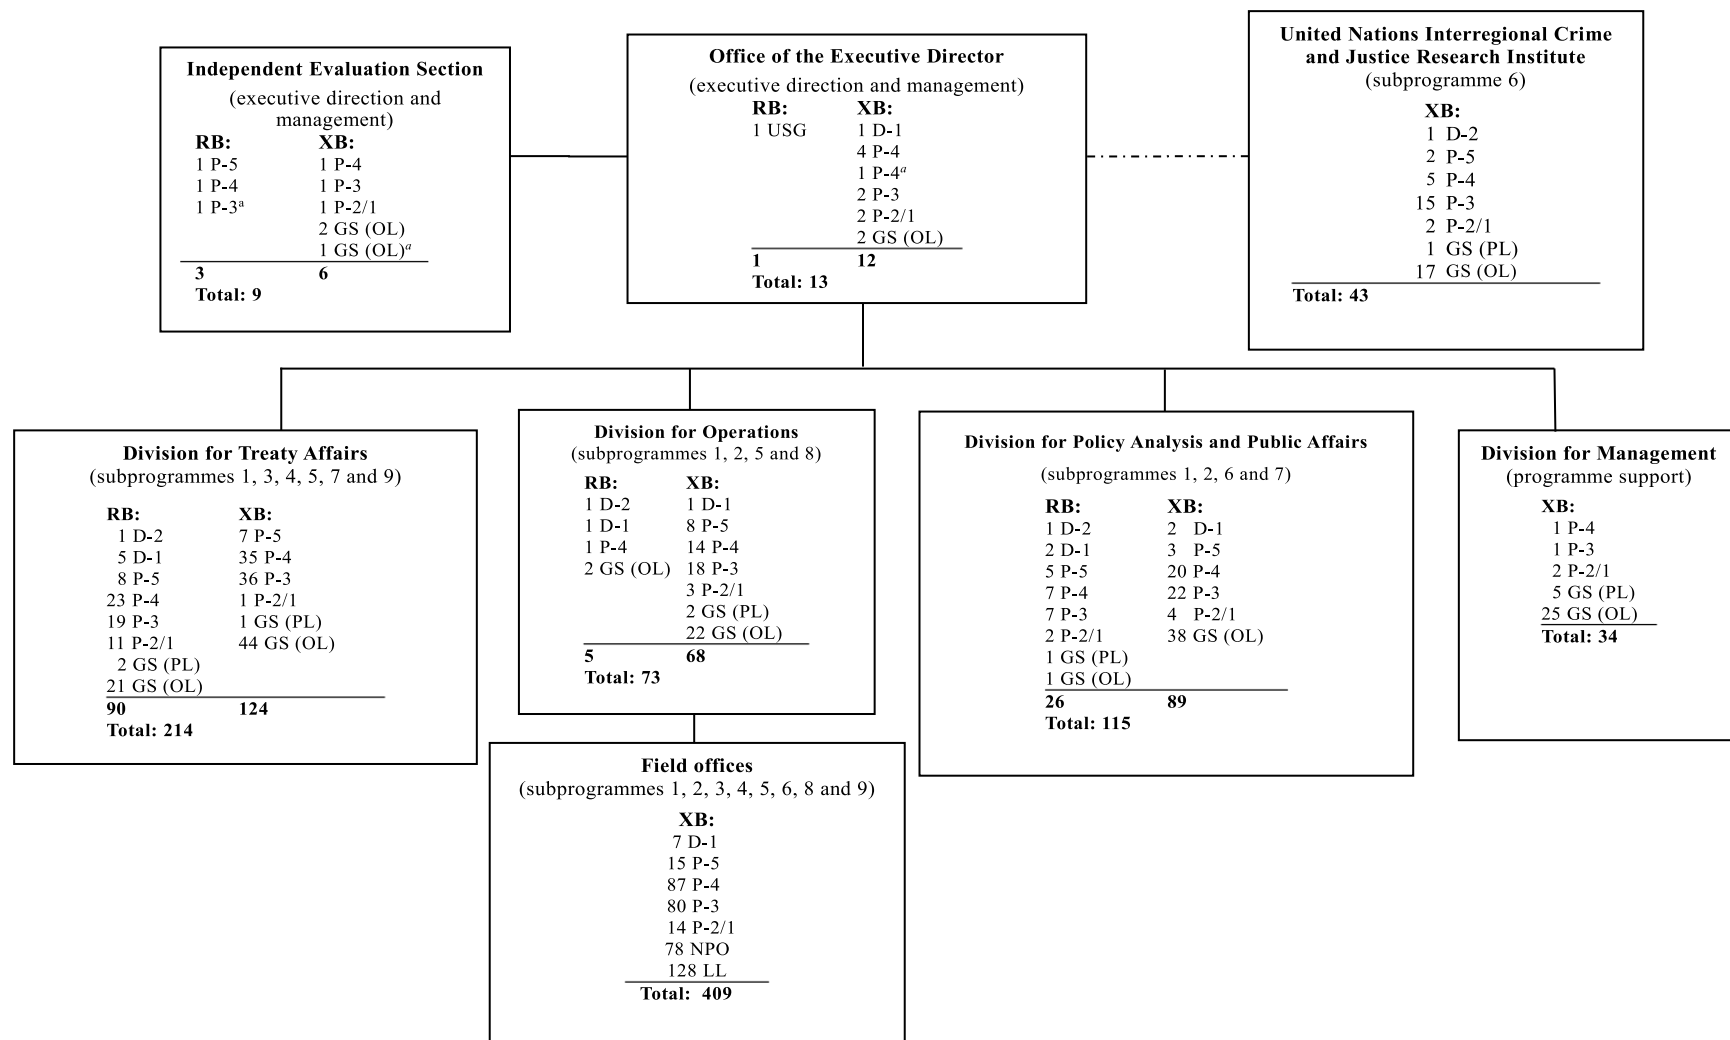 Independent Evaluation Section
(executive direction and
management)
RB: XB:
1 P-5 1 P-4
1 P-4 1 P-3
1 P-3ᵃ 1 P-2/1
2 GS (OL)
1 GS (OL)ᵃ
3 6
Total: 9
Office of the Executive Director
(executive direction and management)
RB: XB:
1 USG 1 D-1
4 P-4
1 P-4ᵃ
2 P-3
2 P-2/1
2 GS (OL)
1 12
Total: 13
United Nations Interregional Crime
and Justice Research Institute
(subprogramme 6)
XB:
1 D-2
2 P-5
5 P-4
15 P-3
2 P-2/1
1 GS (PL)
17 GS (OL)
Total: 43
Division for Treaty Affairs
(subprogrammes 1, 3, 4, 5, 7 and 9)
RB: XB:
1 D-2 7 P-5
5 D-1 35 P-4
8 P-5 36 P-3
23 P-4 1 P-2/1
19 P-3 1 GS (PL)
11 P-2/1 44 GS (OL)
2 GS (PL)
21 GS (OL)
90 124
Total: 214
Division for Operations
(subprogrammes 1, 2, 5 and 8)
RB: XB:
1 D-2 1 D-1
1 D-1 8 P-5
1 P-4 14 P-4
2 GS (OL) 18 P-3
3 P-2/1
2 GS (PL)
22 GS (OL)
5 68
Total: 73
Division for Policy Analysis and Public Affairs
(subprogrammes 1, 2, 6 and 7)
RB: XB:
1 D-2 2 D-1
2 D-1 3 P-5
5 P-5 20 P-4
7 P-4 22 P-3
7 P-3 4 P-2/1
2 P-2/1 38 GS (OL)
1 GS (PL)
1 GS (OL)
26 89
Total: 115
Division for Management
(programme support)
XB:
1 P-4
1 P-3
2 P-2/1
5 GS (PL)
25 GS (OL)
Total: 34
Field offices
(subprogrammes 1, 2, 3, 4, 5, 6, 8 and 9)
XB:
7 D-1
15 P-5
87 P-4
80 P-3
14 P-2/1
78 NPO
128 LL
Total: 409